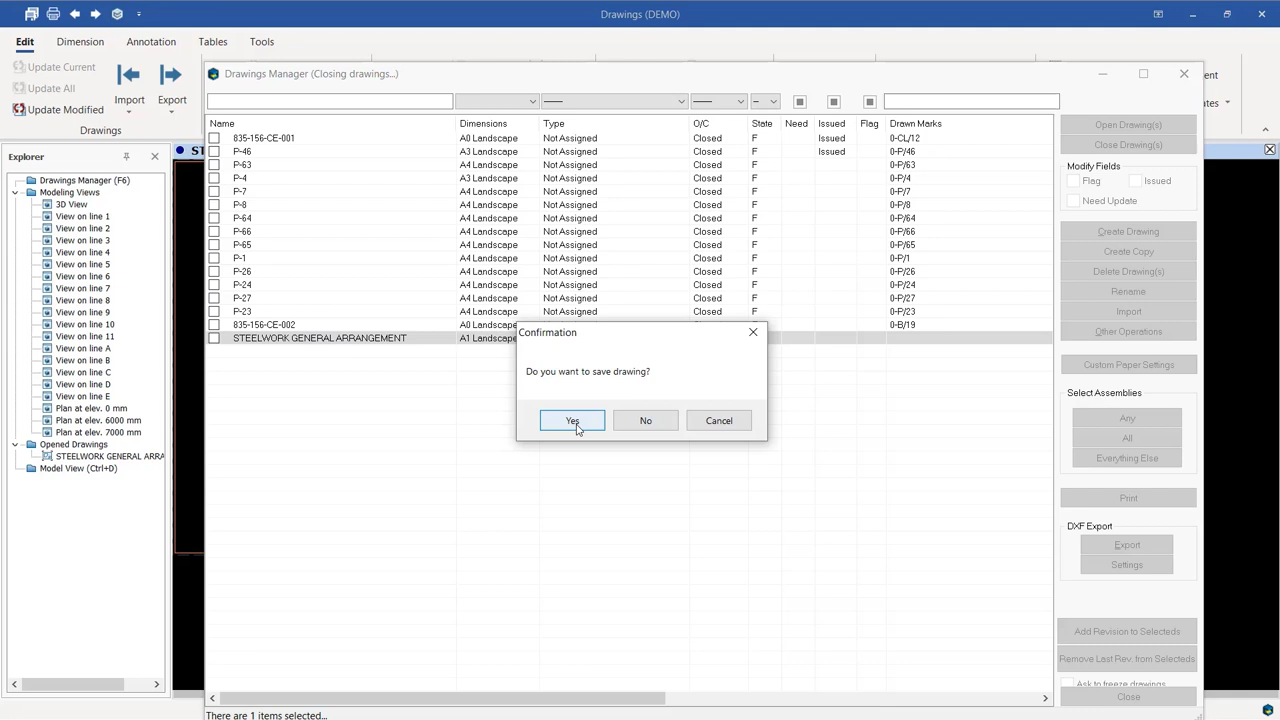 Drawings (DEMO)
Edit Dimension Annotation Tables Tools
Update Current
Update All
Update Modified
Import
Export
Drawings
Drawings Manager (Closing drawings...)
Explorer
Drawings Manager (F6)
Modeling Views
3D View
View on line 1
View on line 2
View on line 3
View on line 4
View on line 5
View on line 6
View on line 7
View on line 8
View on line 9
View on line 10
View on line 11
View on line A
View on line B
View on line C
View on line D
View on line E
Plan at elev. 0 mm
Plan at elev. 6000 mm
Plan at elev. 7000 mm
Opened Drawings
STEELWORK GENERAL ARRA
Model View (Ctrl+D)
Name Dimensions Type O/C State Need Issued Flag Drawn Marks
835-156-CE-001 A0 Landscape Not Assigned Closed F Issued 0-CL/12
P-46 A3 Landscape Not Assigned Closed F Issued 0-P/46
P-63 A4 Landscape Not Assigned Closed F 0-P/63
P-4 A3 Landscape Not Assigned Closed F 0-P/4
P-7 A4 Landscape Not Assigned Closed F 0-P/7
P-8 A4 Landscape Not Assigned Closed F 0-P/8
P-64 A4 Landscape Not Assigned Closed F 0-P/64
P-66 A4 Landscape Not Assigned Closed F 0-P/66
P-65 A4 Landscape Not Assigned Closed F 0-P/65
P-1 A4 Landscape Not Assigned Closed F 0-P/1
P-26 A4 Landscape Not Assigned Closed F 0-P/26
P-24 A4 Landscape Not Assigned Closed F 0-P/24
P-27 A4 Landscape Not Assigned Closed F 0-P/27
P-23 A4 Landscape Not Assigned Closed F 0-P/23
835-156-CE-002 A0 Landscape 0-B/19
STEELWORK GENERAL ARRANGEMENT A1 Landscape
Confirmation
Do you want to save drawing?
Yes No Cancel
Open Drawing(s)
Close Drawing(s)
Modify Fields
Flag Issued
Need Update
Create Drawing
Create Copy
Delete Drawing(s)
Rename
Import
Other Operations
Custom Paper Settings
Select Assemblies
Any
All
Everything Else
Print
DXF Export
Export
Settings
Add Revision to Selecteds
Remove Last Rev. from Selecteds
Ask to freeze drawings
Close
There are 1 items selected...